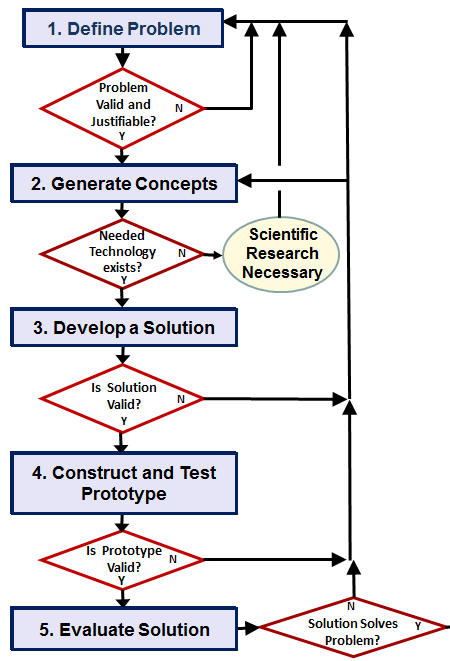 1. Define Problem
Problem
Valid and
Justifiable?
N
Y
2. Generate Concepts
Needed
Technology
exists?
N
Y
Scientific
Research
Necessary
3. Develop a Solution
Is Solution
Valid?
N
Y
4. Construct and Test
Prototype
Is Prototype
Valid?
N
Y
5. Evaluate Solution
N
Solution Solves
Problem?
Y